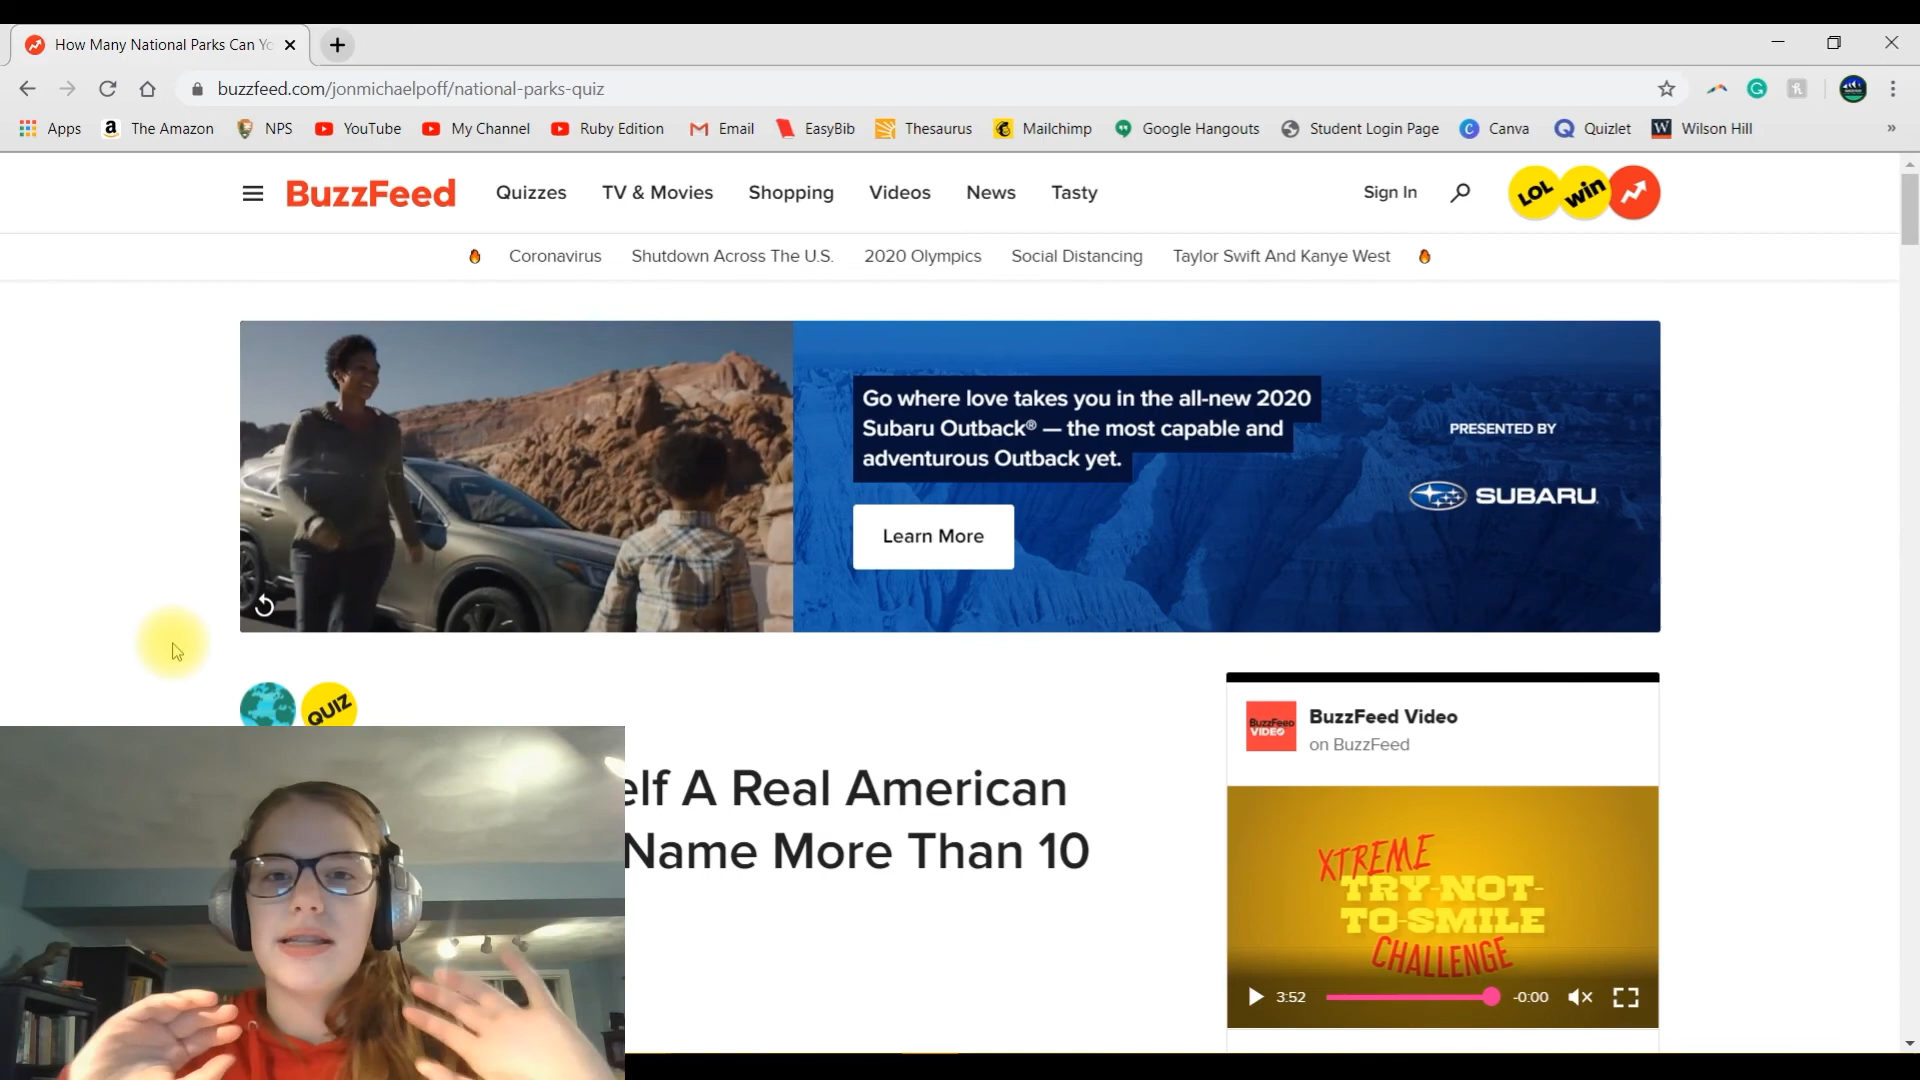 How Many National Parks Can Yo
buzzfeed.com/jonmichaelpoff/national-parks-quiz
Apps The Amazon NPS YouTube My Channel Ruby Edition Email EasyBib Thesaurus Mailchimp Google Hangouts Student Login Page Canva Quizlet Wilson Hill »
BuzzFeed Quizzes TV & Movies Shopping Videos News Tasty Sign In LOL win
Coronavirus Shutdown Across The U.S. 2020 Olympics Social Distancing Taylor Swift And Kanye West
Go where love takes you in the all-new 2020
Subaru Outback® — the most capable and
adventurous Outback yet.
Learn More
PRESENTED BY
SUBARU
QUIZ
elf A Real American
Name More Than 10
BuzzFeed VIDEO
BuzzFeed Video
on BuzzFeed
XTREME
TRY-NOT-
TO-SMILE
CHALLENGE
3:52 -0:00